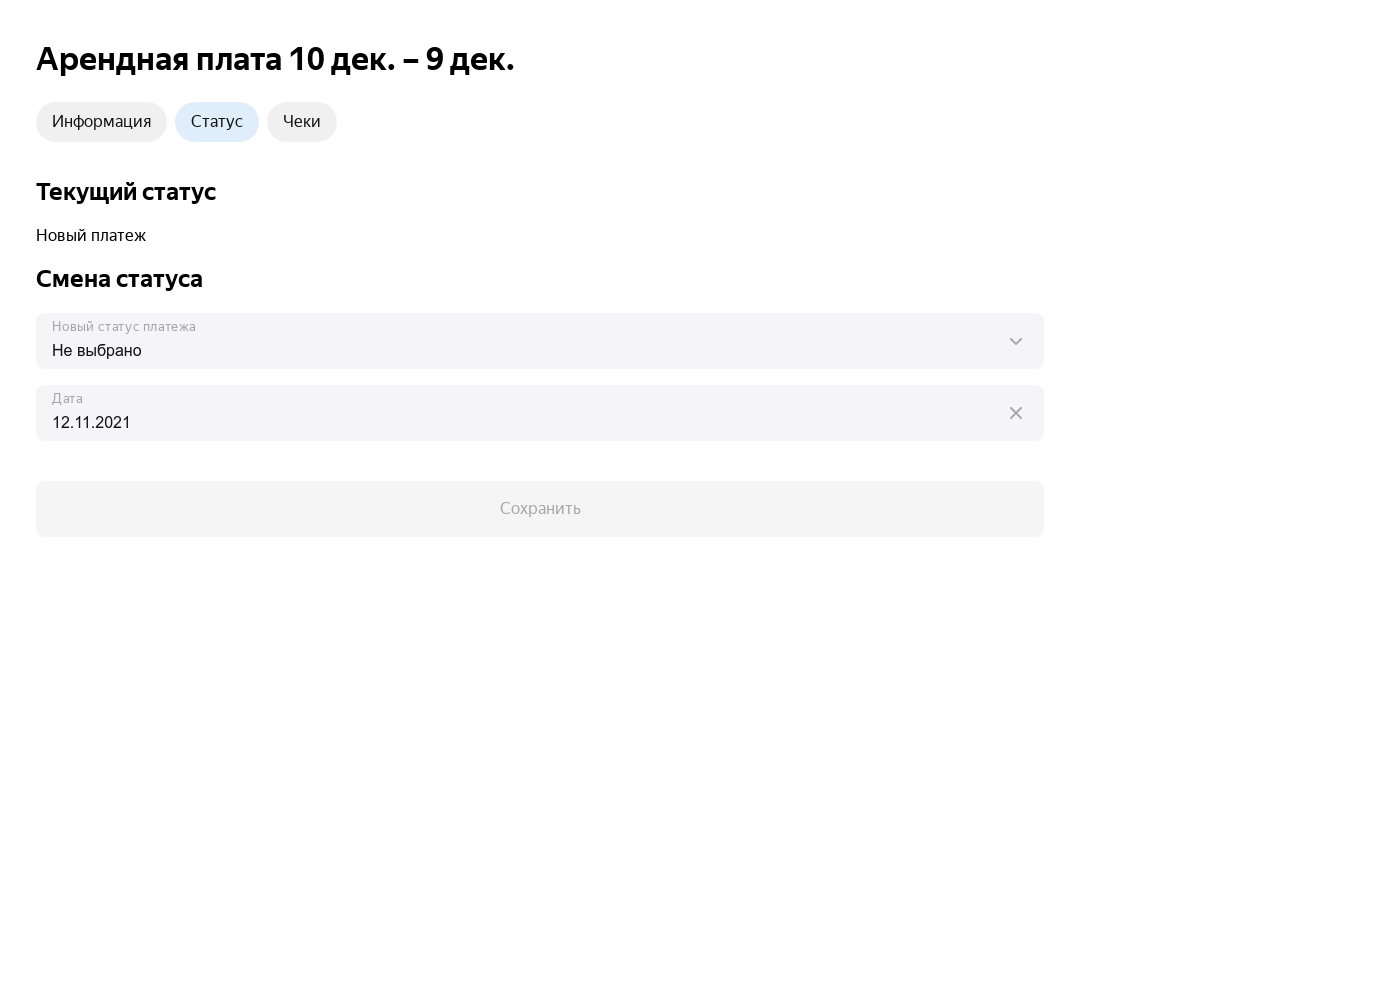 Арендная плата 10 дек. – 9 дек.
Информация Статус Чеки
Текущий статус
Новый платеж
Смена статуса
Новый статус платежа
Не выбрано
Дата
12.11.2021
Сохранить